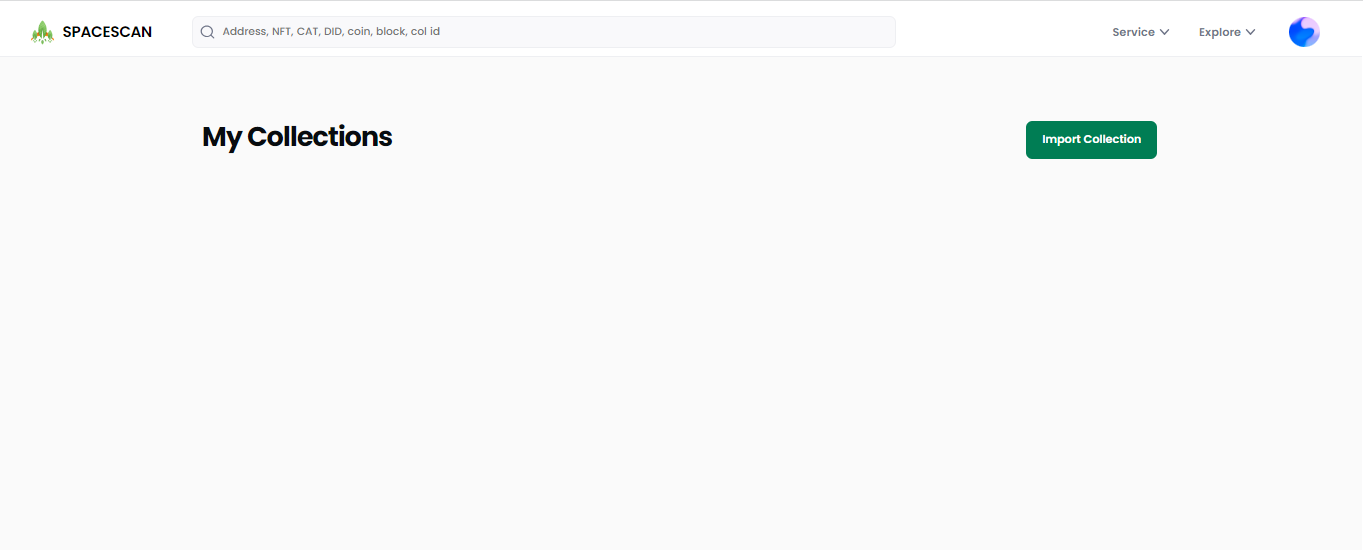 SPACESCAN
Address, NFT, CAT, DID, coin, block, col id
Service
Explore
My Collections
Import Collection